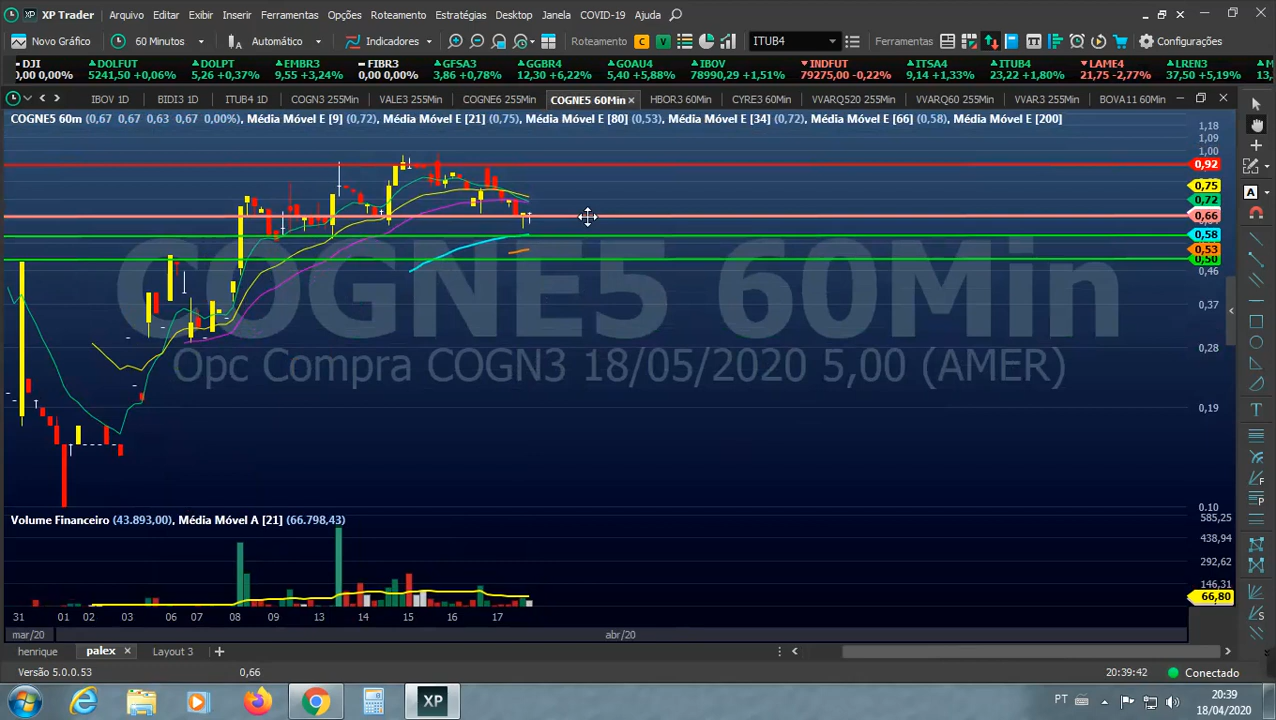 XP Trader Arquivo Editar Exibir Inserir Ferramentas Opções Roteamento Estratégias Desktop Janela COVID-19 Ajuda
Novo Gráfico 60 Minutos Automático Indicadores Roteamento C V ITUB4 Ferramentas Configurações
DJI DOLFUT DOLPT EMBR3 FIBR3 GFSA3 GGBR4 GOAU4 IBOV INDFUT ITSA4 ITUB4 LAME4 LREN3
0,00 0,00% 5241,50 +0,06% 5,26 +0,37% 9,55 +3,24% 0,00 0,00% 3,86 +0,78% 12,30 +6,22% 5,40 +5,88% 78990,29 +1,51% 79275,00 -0,22% 9,14 +1,33% 23,22 +1,80% 21,75 -2,77% 37,50 +5,19%
IBOV 1D BIDI3 1D ITUB4 1D COGN3 255Min VALE3 255Min COGNE6 255Min COGNE5 60Min HBOR3 60Min CYRE3 60Min VVARQ520 255Min VVARQ60 255Min VVAR3 255Min BOVA11 60Min
COGNE5 60m (0,67 0,67 0,63 0,67 0,00%), Média Móvel E [9] (0,72), Média Móvel E [21] (0,75), Média Móvel E [80] (0,53), Média Móvel E [34] (0,72), Média Móvel E [66] (0,58), Média Móvel E [200]
1,18
1,09
1,00
0,92
0,75
0,72
0,66
0,58
0,53
0,50
0,46
0,37
0,28
0,19
0,10
COGNE5 60Min
Opc Compra COGN3 18/05/2020 5,00 (AMER)
Volume Financeiro (43.893,00), Média Móvel A [21] (66.798,43)
585,25
438,94
292,62
146,31
66,80
31 01 02 03 06 07 08 09 13 14 15 16 17
mar/20 abr/20
henrique palex Layout 3
Versão 5.0.0.53 0,66 20:39:42 Conectado
XP PT 20:39
18/04/2020